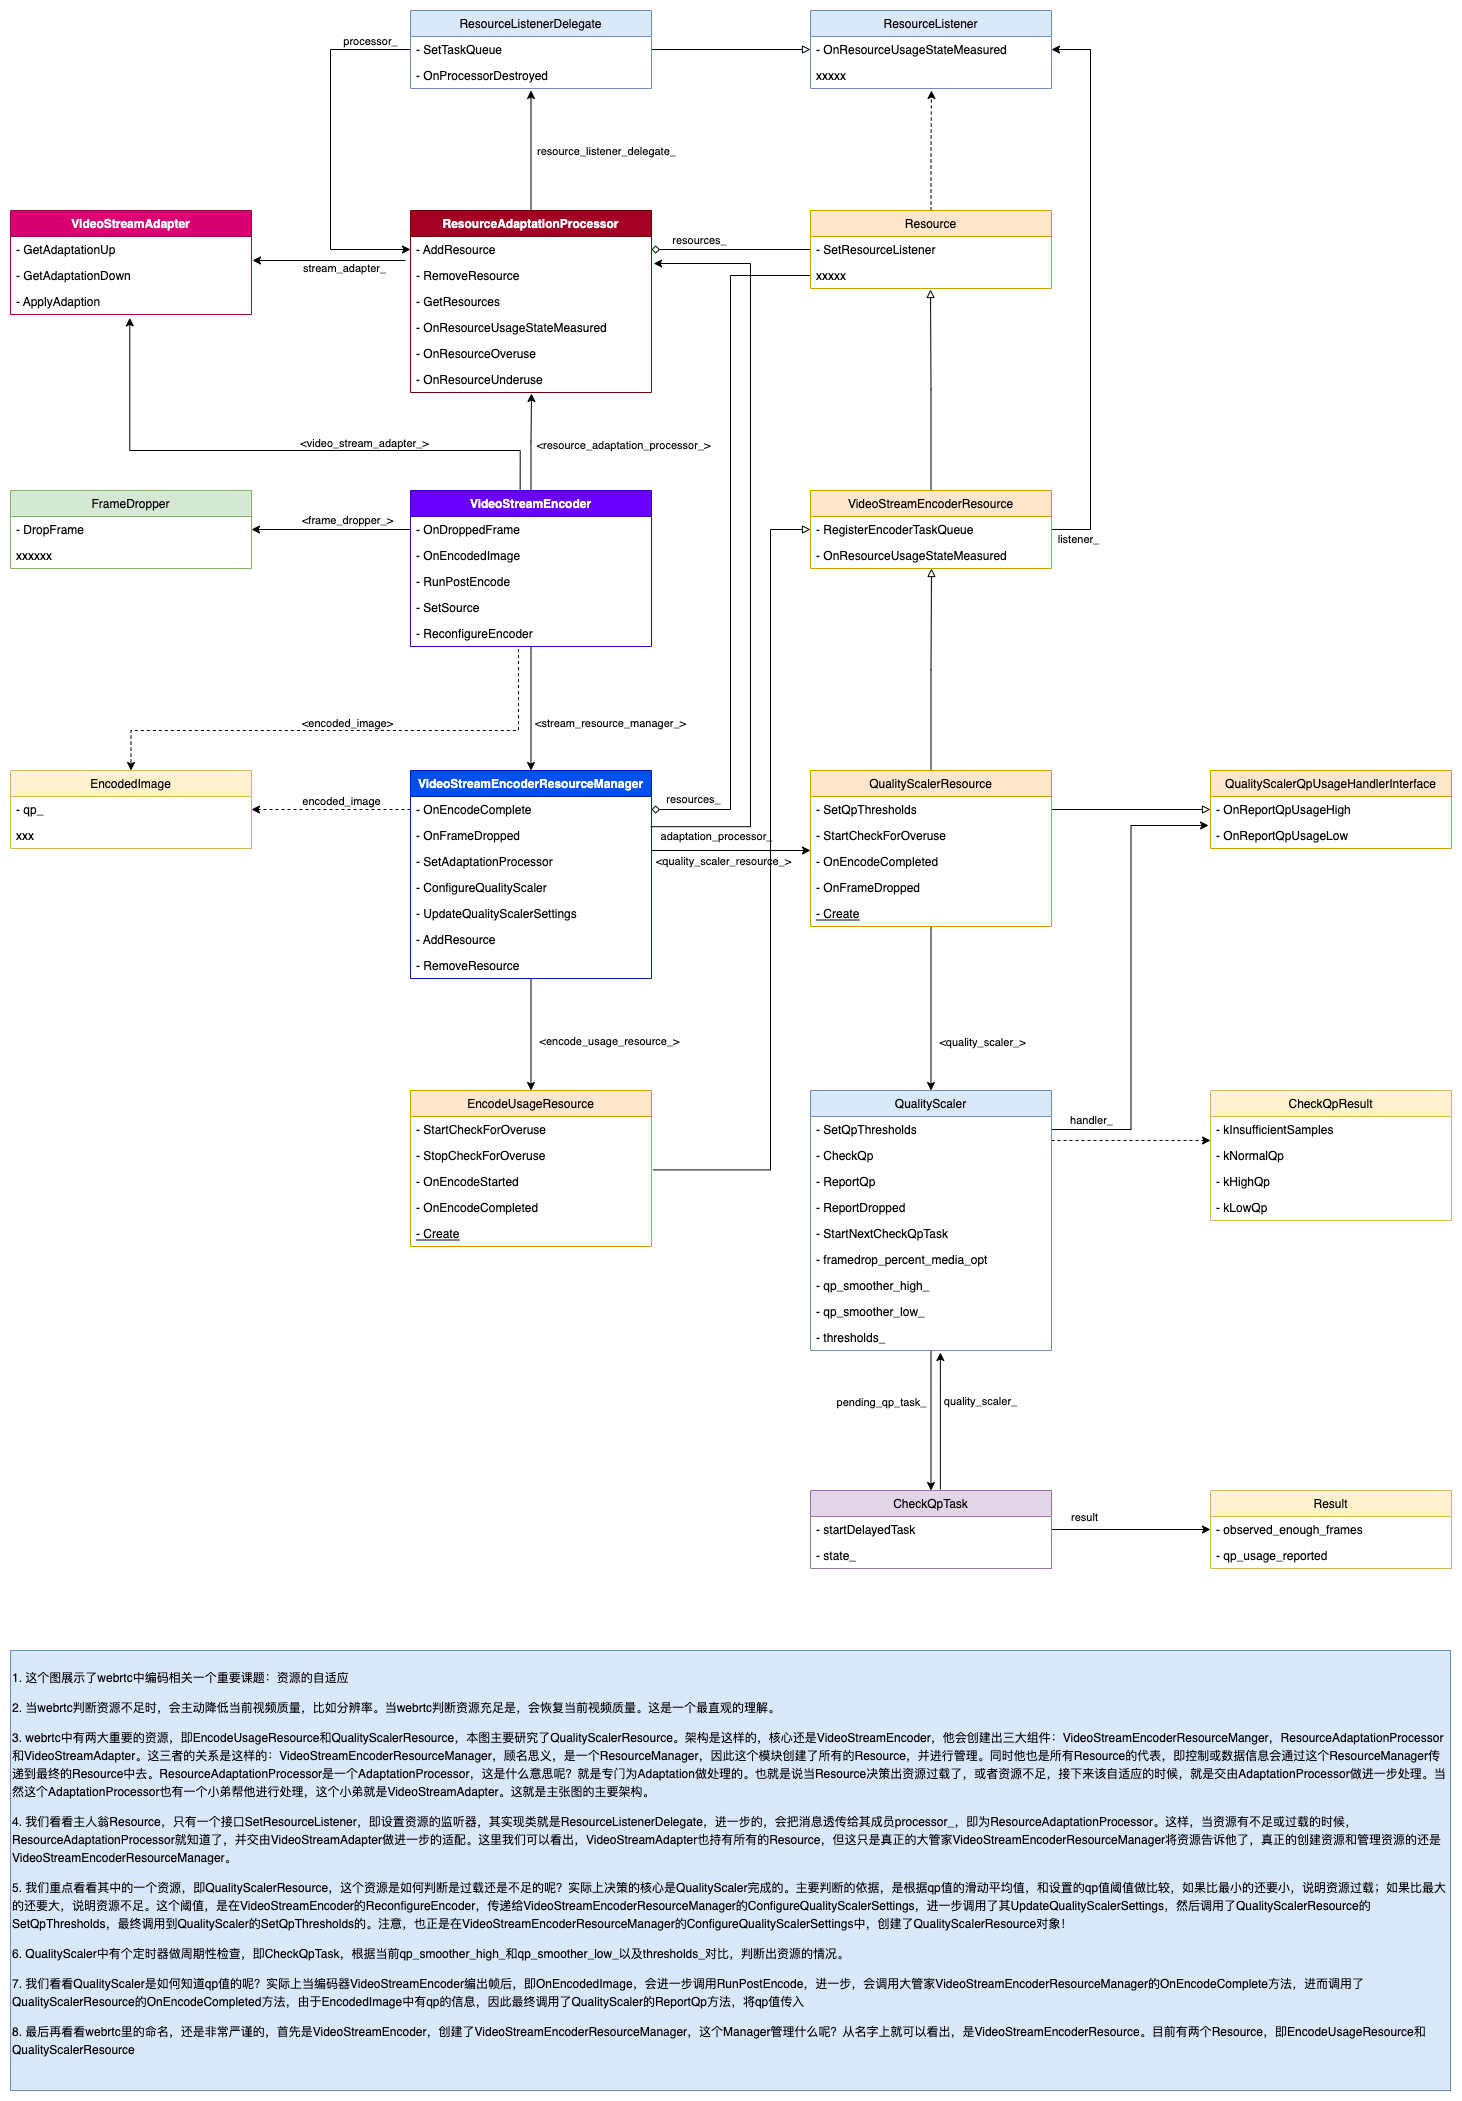 ResourceListenerDelegate
- SetTaskQueue
- OnProcessorDestroyed
ResourceListener
- OnResourceUsageStateMeasured
xxxxx
processor_
resource_listener_delegate_
VideoStreamAdapter
- GetAdaptationUp
- GetAdaptationDown
- ApplyAdaption
stream_adapter_
ResourceAdaptationProcessor
- AddResource
- RemoveResource
- GetResources
- OnResourceUsageStateMeasured
- OnResourceOveruse
- OnResourceUnderuse
resources_
Resource
- SetResourceListener
xxxxx
<video_stream_adapter_>
<resource_adaptation_processor_>
FrameDropper
- DropFrame
xxxxxx
<frame_dropper_>
VideoStreamEncoder
- OnDroppedFrame
- OnEncodedImage
- RunPostEncode
- SetSource
- ReconfigureEncoder
VideoStreamEncoderResource
- RegisterEncoderTaskQueue
- OnResourceUsageStateMeasured
listener_
<encoded_image>
<stream_resource_manager_>
EncodedImage
- qp_
xxx
encoded_image
VideoStreamEncoderResourceManager
- OnEncodeComplete
- OnFrameDropped
- SetAdaptationProcessor
- ConfigureQualityScaler
- UpdateQualityScalerSettings
- AddResource
- RemoveResource
resources_
adaptation_processor_
<quality_scaler_resource_>
QualityScalerResource
- SetQpThresholds
- StartCheckForOveruse
- OnEncodeCompleted
- OnFrameDropped
- Create
QualityScalerQpUsageHandlerInterface
- OnReportQpUsageHigh
- OnReportQpUsageLow
<encode_usage_resource_>
<quality_scaler_>
EncodeUsageResource
- StartCheckForOveruse
- StopCheckForOveruse
- OnEncodeStarted
- OnEncodeCompleted
- Create
QualityScaler
- SetQpThresholds
- CheckQp
- ReportQp
- ReportDropped
- StartNextCheckQpTask
- framedrop_percent_media_opt
- qp_smoother_high_
- qp_smoother_low_
- thresholds_
handler_
CheckQpResult
- kInsufficientSamples
- kNormalQp
- kHighQp
- kLowQp
pending_qp_task_
quality_scaler_
CheckQpTask
- startDelayedTask
- state_
result
Result
- observed_enough_frames
- qp_usage_reported
1. 这个图展示了webrtc中编码相关一个重要课题：资源的自适应
2. 当webrtc判断资源不足时，会主动降低当前视频质量，比如分辨率。当webrtc判断资源充足是，会恢复当前视频质量。这是一个最直观的理解。
3. webrtc中有两大重要的资源，即EncodeUsageResource和QualityScalerResource，本图主要研究了QualityScalerResource。架构是这样的，核心还是VideoStreamEncoder，他会创建出三大组件：VideoStreamEncoderResourceManger，ResourceAdaptationProcessor
和VideoStreamAdapter。这三者的关系是这样的：VideoStreamEncoderResourceManager，顾名思义，是一个ResourceManager，因此这个模块创建了所有的Resource，并进行管理。同时他也是所有Resource的代表，即控制或数据信息会通过这个ResourceManager传
递到最终的Resource中去。ResourceAdaptationProcessor是一个AdaptationProcessor，这是什么意思呢？就是专门为Adaptation做处理的。也就是说当Resource决策出资源过载了，或者资源不足，接下来该自适应的时候，就是交由AdaptationProcessor做进一步处理。当
然这个AdaptationProcessor也有一个小弟帮他进行处理，这个小弟就是VideoStreamAdapter。这就是主张图的主要架构。
4. 我们看看主人翁Resource，只有一个接口SetResourceListener，即设置资源的监听器，其实现类就是ResourceListenerDelegate，进一步的，会把消息透传给其成员processor_，即为ResourceAdaptationProcessor。这样，当资源有不足或过载的时候，
ResourceAdaptationProcessor就知道了，并交由VideoStreamAdapter做进一步的适配。这里我们可以看出，VideoStreamAdapter也持有所有的Resource，但这只是真正的大管家VideoStreamEncoderResourceManager将资源告诉他了，真正的创建资源和管理资源的还是
VideoStreamEncoderResourceManager。
5. 我们重点看看其中的一个资源，即QualityScalerResource，这个资源是如何判断是过载还是不足的呢？实际上决策的核心是QualityScaler完成的。主要判断的依据，是根据qp值的滑动平均值，和设置的qp值阈值做比较，如果比最小的还要小，说明资源过载；如果比最大
的还要大，说明资源不足。这个阈值，是在VideoStreamEncoder的ReconfigureEncoder，传递给VideoStreamEncoderResourceManager的ConfigureQualityScalerSettings，进一步调用了其UpdateQualityScalerSettings，然后调用了QualityScalerResource的
SetQpThresholds，最终调用到QualityScaler的SetQpThresholds的。注意，也正是在VideoStreamEncoderResourceManager的ConfigureQualityScalerSettings中，创建了QualityScalerResource对象！
6. QualityScaler中有个定时器做周期性检查，即CheckQpTask，根据当前qp_smoother_high_和qp_smoother_low_以及thresholds_对比，判断出资源的情况。
7. 我们看看QualityScaler是如何知道qp值的呢？实际上当编码器VideoStreamEncoder编出帧后，即OnEncodedImage，会进一步调用RunPostEncode，进一步，会调用大管家VideoStreamEncoderResourceManager的OnEncodeComplete方法，进而调用了
QualityScalerResource的OnEncodeCompleted方法，由于EncodedImage中有qp的信息，因此最终调用了QualityScaler的ReportQp方法，将qp值传入
8. 最后再看看webrtc里的命名，还是非常严谨的，首先是VideoStreamEncoder，创建了VideoStreamEncoderResourceManager，这个Manager管理什么呢？从名字上就可以看出，是VideoStreamEncoderResource。目前有两个Resource，即EncodeUsageResource和
QualityScalerResource